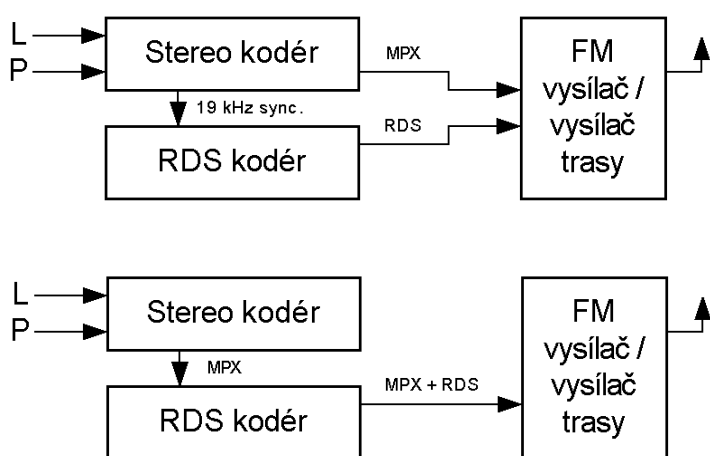 L
P
Stereo kodér
MPX
19 kHz sync.
RDS
RDS kodér
FM
vysílač /
vysílač
trasy
L
P
Stereo kodér
MPX
RDS kodér
MPX + RDS
FM
vysílač /
vysílač
trasy